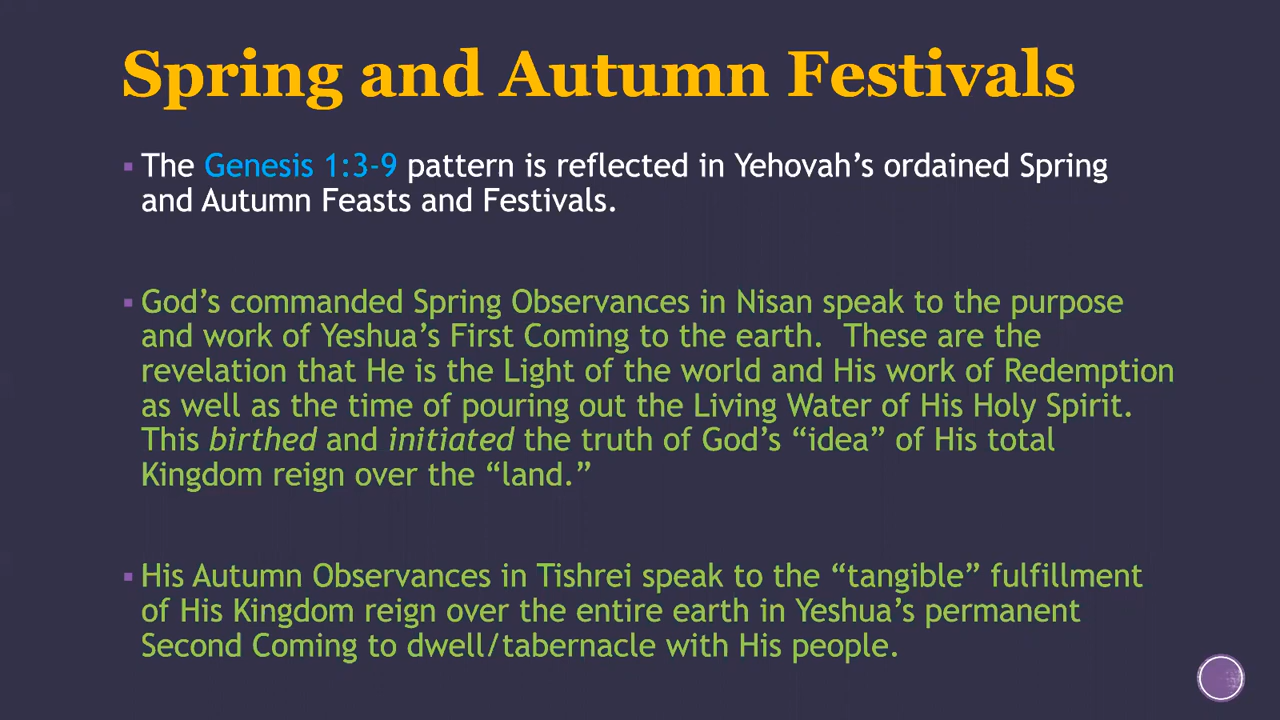 Spring and Autumn Festivals
▪ The Genesis 1:3-9 pattern is reflected in Yehovah’s ordained Spring
and Autumn Feasts and Festivals.
▪ God’s commanded Spring Observances in Nisan speak to the purpose
and work of Yeshua’s First Coming to the earth.  These are the
revelation that He is the Light of the world and His work of Redemption
as well as the time of pouring out the Living Water of His Holy Spirit.
This birthed and initiated the truth of God’s “idea” of His total
Kingdom reign over the “land.”
▪ His Autumn Observances in Tishrei speak to the “tangible” fulfillment
of His Kingdom reign over the entire earth in Yeshua’s permanent
Second Coming to dwell/tabernacle with His people.